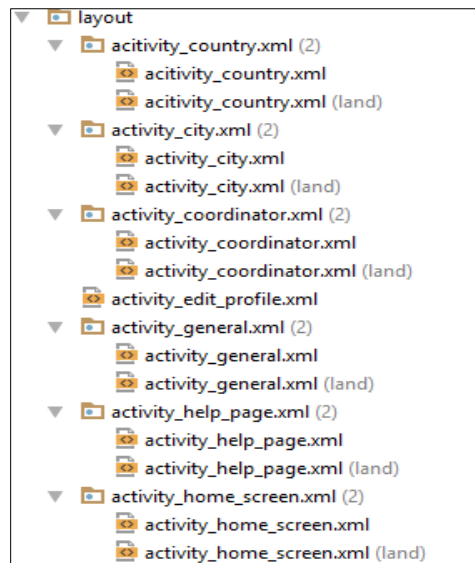 layout
acitivity_country.xml (2)
acitivity_country.xml
acitivity_country.xml (land)
activity_city.xml (2)
activity_city.xml
activity_city.xml (land)
activity_coordinator.xml (2)
activity_coordinator.xml
activity_coordinator.xml (land)
activity_edit_profile.xml
activity_general.xml (2)
activity_general.xml
activity_general.xml (land)
activity_help_page.xml (2)
activity_help_page.xml
activity_help_page.xml (land)
activity_home_screen.xml (2)
activity_home_screen.xml
activity_home_screen.xml (land)